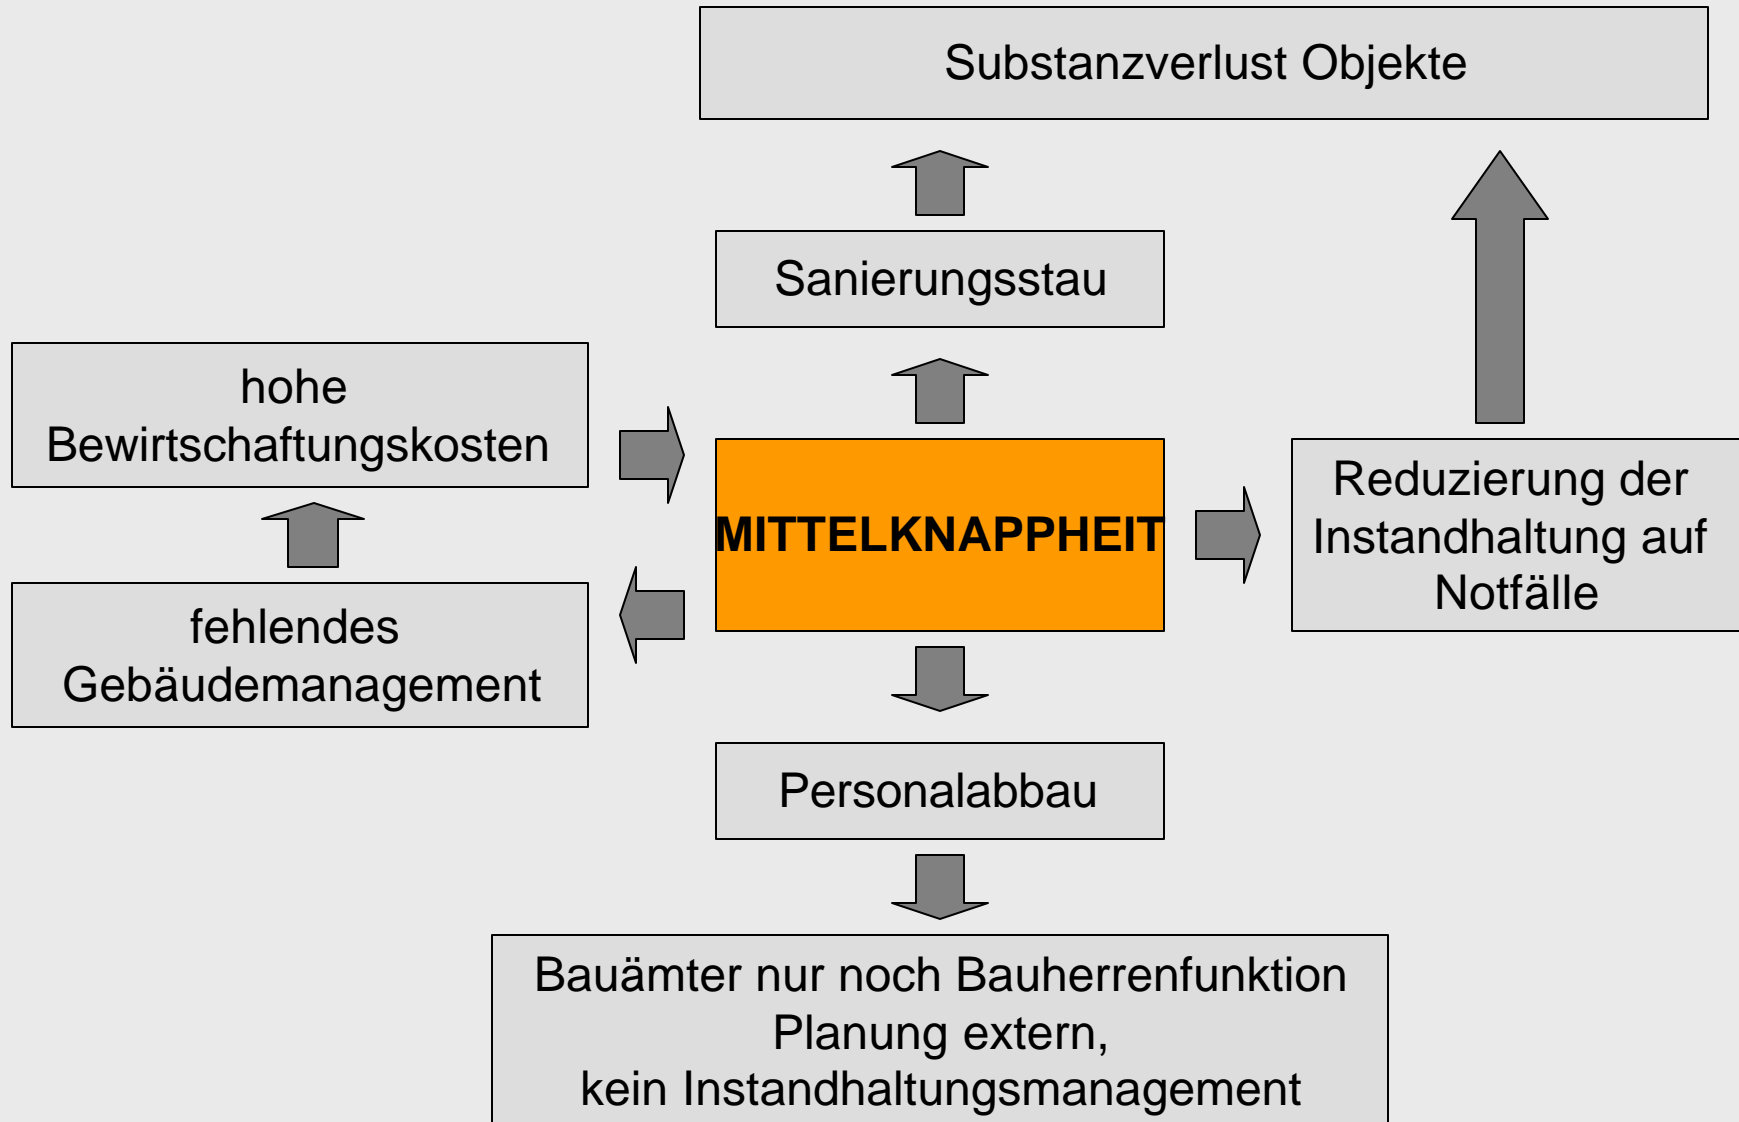 Substanzverlust Objekte
Sanierungsstau
hohe
Bewirtschaftungskosten
MITTELKNAPPHEIT
Reduzierung der
Instandhaltung auf
Notfälle
fehlendes
Gebäudemanagement
Personalabbau
Bauämter nur noch Bauherrenfunktion
Planung extern,
kein Instandhaltungsmanagement